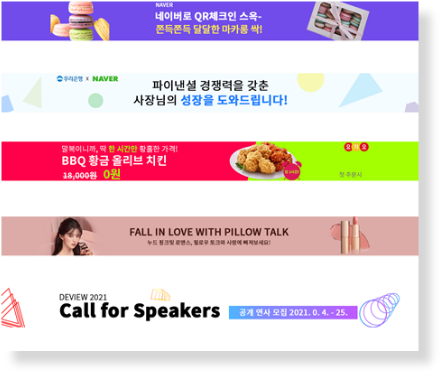 NAVER
네이버로 QR체크인 스윽-
쫀득쫀득 달달한 마카롱 싹!
우리은행 x NAVER
파이낸셜 경쟁력을 갖춘
사장님의 성장을 도와드립니다!
말복이니까, 딱 한 시간만 황홀한 가격!
BBQ 황금 올리브 치킨
18,000원 0원
첫 주문시
FALL IN LOVE WITH PILLOW TALK
누드 핑크빛 로맨스, 필로우 토크와 사랑에 빠져보세요!
DEVIEW 2021
Call for Speakers
공개 연사 모집 2021. 0. 4. - 25.